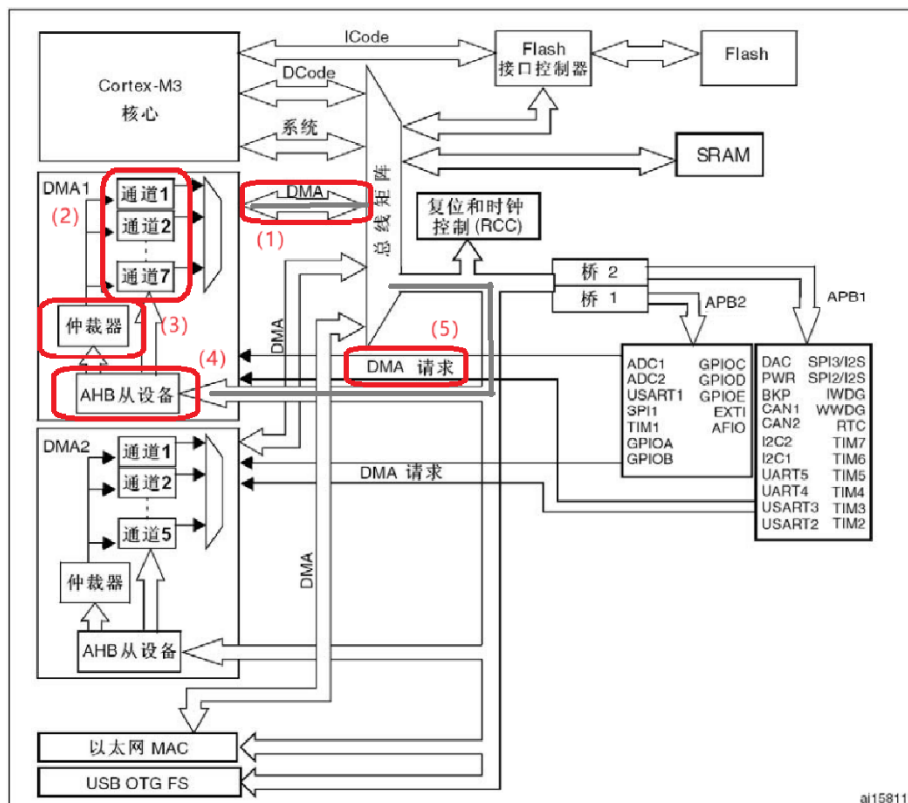 ICode
Flash
接口控制器
Flash
Cortex-M3
核心
DCode
系统
SRAM
DMA1
通道1
(2)
通道2
通道7
DMA
(1)
总线矩阵
复位和时钟
控制(RCC)
桥 2
桥 1
APB2
APB1
仲裁器
(3)
DMA
(5)
(4)
DMA 请求
AHB从设备
ADC1
ADC2
USART1
SPI1
TIM1
GPIOA
GPIOB
GPIOC
GPIOD
GPIOE
EXTI
AFIO
DAC
PWR
BKP
CAN1
CAN2
I2C2
I2C1
UART5
UART4
USART3
USART2
SPI3/I2S
SPI2/I2S
IWDG
WWDG
RTC
TIM7
TIM6
TIM5
TIM4
TIM3
TIM2
DMA2
通道1
通道2
通道5
DMA 请求
DMA
仲裁器
AHB从设备
以太网 MAC
USB OTG FS
ai15811